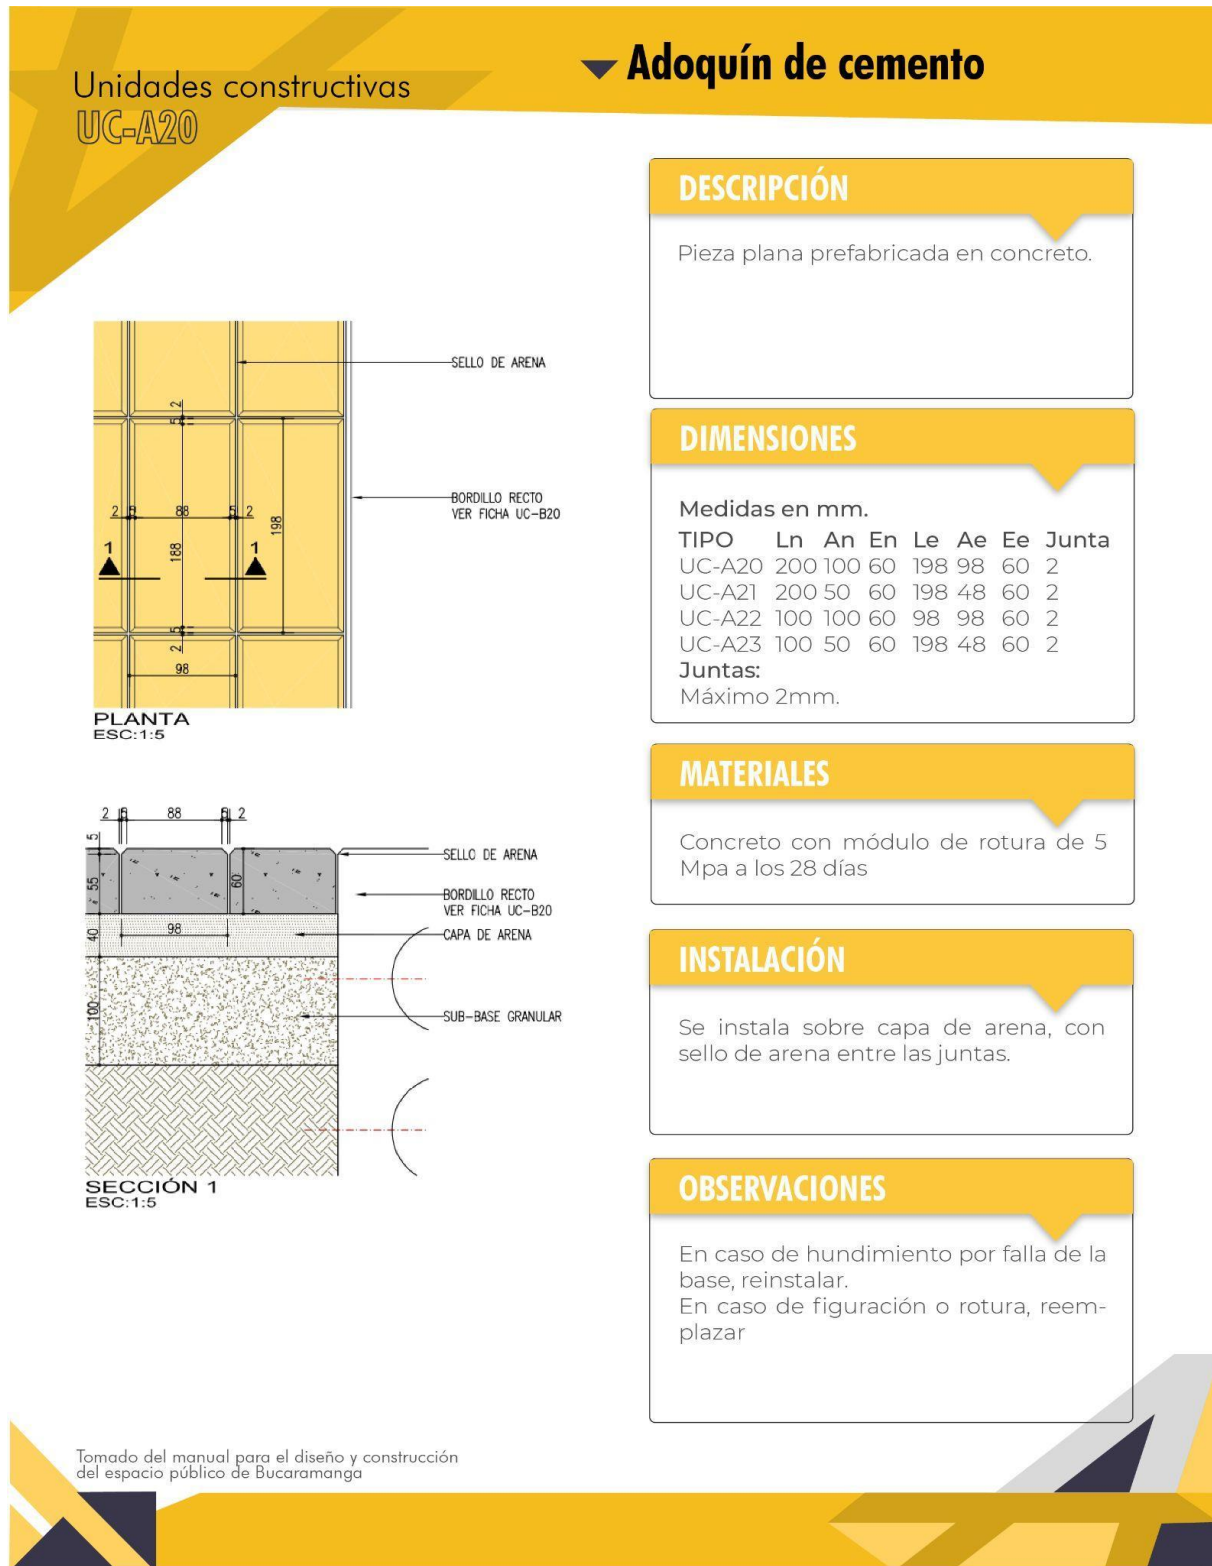 Unidades constructivas
UC-A20
Adoquín de cemento
DESCRIPCIÓN
Pieza plana prefabricada en concreto.
SELLO DE ARENA
BORDILLO RECTO
VER FICHA UC-B20
2
5
2 5 88 5 2
198
188
1 1
5
2
98
PLANTA
ESC:1:5
DIMENSIONES
Medidas en mm.
TIPO Ln An En Le Ae Ee Junta
UC-A20 200 100 60 198 98 60 2
UC-A21 200 50 60 198 48 60 2
UC-A22 100 100 60 98 98 60 2
UC-A23 100 50 60 198 48 60 2
Juntas:
Máximo 2mm.
MATERIALES
Concreto con módulo de rotura de 5
Mpa a los 28 días
2 5 88 5 2
5
SELLO DE ARENA
55
60
BORDILLO RECTO
VER FICHA UC-B20
40
98
CAPA DE ARENA
100
SUB-BASE GRANULAR
SECCIÓN 1
ESC:1:5
INSTALACIÓN
Se instala sobre capa de arena, con
sello de arena entre las juntas.
OBSERVACIONES
En caso de hundimiento por falla de la
base, reinstalar.
En caso de figuración o rotura, reem-
plazar
Tomado del manual para el diseño y construcción
del espacio público de Bucaramanga